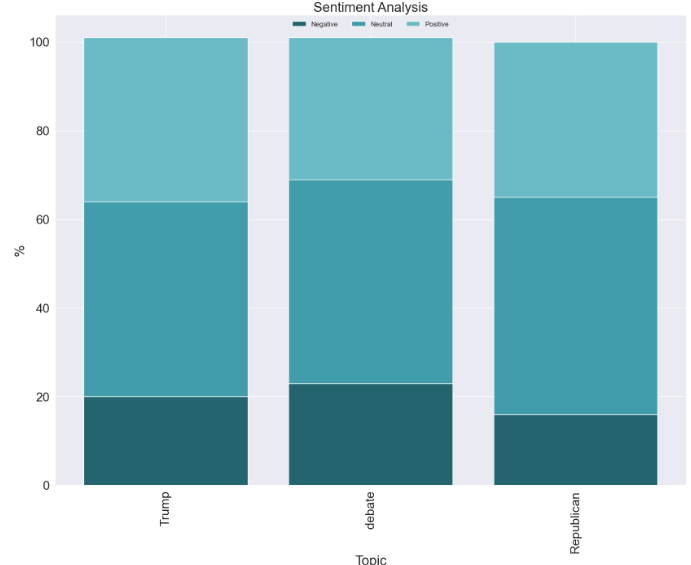 Sentiment Analysis
Negative Neutral Positive
100
80
60
40
20
0
%
Trump
debate
Republican
Topic